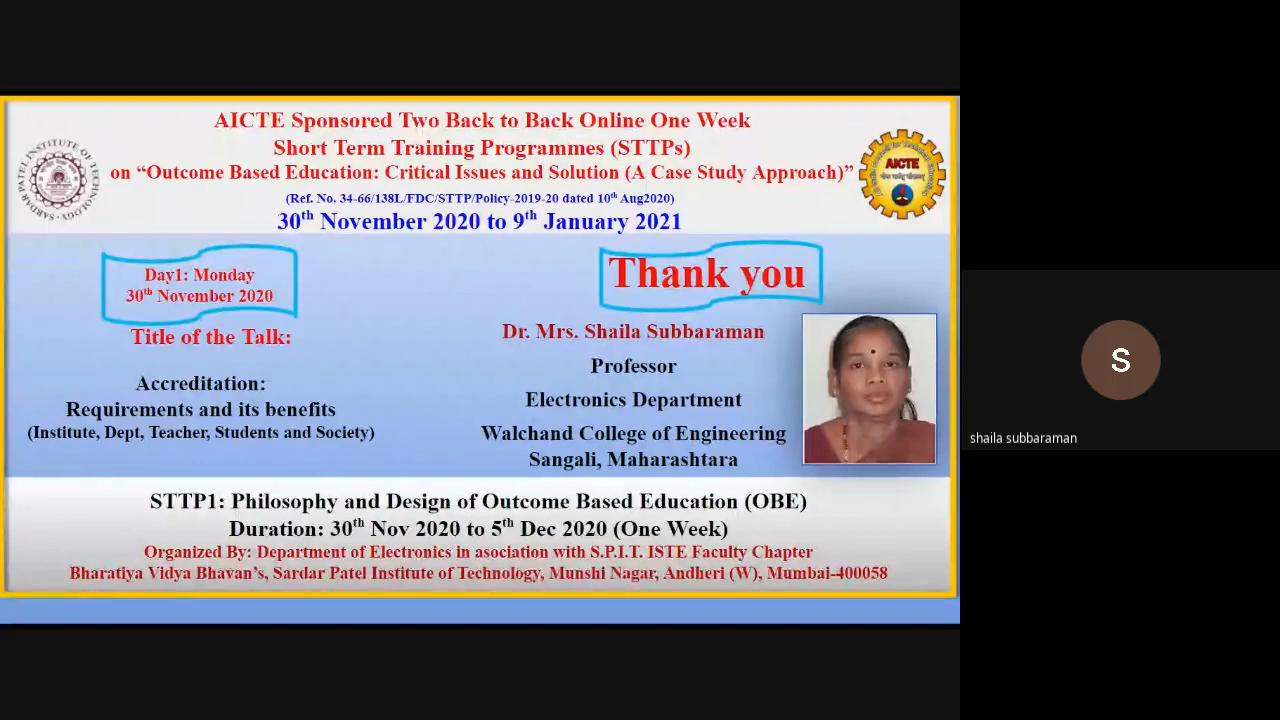 AICTE Sponsored Two Back to Back Online One Week
Short Term Training Programmes (STTPs)
on “Outcome Based Education: Critical Issues and Solution (A Case Study Approach)”
(Ref. No. 34-66/138L/FDC/STTP/Policy-2019-20 dated 10th Aug2020)
30th November 2020 to 9th January 2021
SARDAR PATEL INSTITUTE OF TECHNOLOGY
AICTE
Day1: Monday
30th November 2020
Title of the Talk:
Accreditation:
Requirements and its benefits
(Institute, Dept, Teacher, Students and Society)
Thank you
Dr. Mrs. Shaila Subbaraman
Professor
Electronics Department
Walchand College of Engineering
Sangali, Maharashtara
STTP1: Philosophy and Design of Outcome Based Education (OBE)
Duration: 30th Nov 2020 to 5th Dec 2020 (One Week)
Organized By: Department of Electronics in asociation with S.P.I.T. ISTE Faculty Chapter
Bharatiya Vidya Bhavan’s, Sardar Patel Institute of Technology, Munshi Nagar, Andheri (W), Mumbai-400058
S
shaila subbaraman